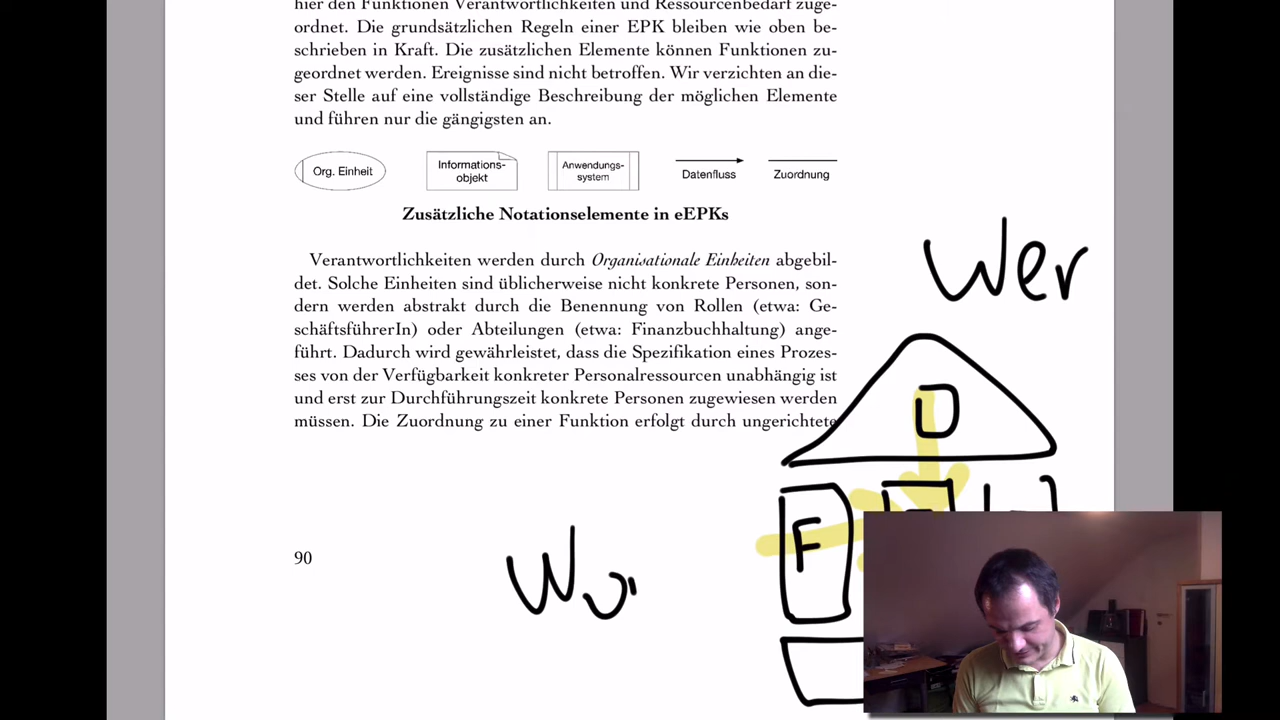 hier den Funktionen Verantwortlichkeiten und Ressourcenbedarf zuge-
ordnet. Die grundsätzlichen Regeln einer EPK bleiben wie oben be-
schrieben in Kraft. Die zusätzlichen Elemente können Funktionen zu-
geordnet werden. Ereignisse sind nicht betroffen. Wir verzichten an die-
ser Stelle auf eine vollständige Beschreibung der möglichen Elemente
und führen nur die gängigsten an.
Org. Einheit
Informations-
objekt
Anwendungs-
system
Datenfluss
Zuordnung
Zusätzliche Notationselemente in eEPKs
Wer
Verantwortlichkeiten werden durch Organisationale Einheiten abgebil-
det. Solche Einheiten sind üblicherweise nicht konkrete Personen, son-
dern werden abstrakt durch die Benennung von Rollen (etwa: Ge-
schäftsführerIn) oder Abteilungen (etwa: Finanzbuchhaltung) ange-
führt. Dadurch wird gewährleistet, dass die Spezifikation eines Prozes-
ses von der Verfügbarkeit konkreter Personalressourcen unabhängig ist
und erst zur Durchführungszeit konkrete Personen zugewiesen werden
müssen. Die Zuordnung zu einer Funktion erfolgt durch ungerichtete
O
F
90